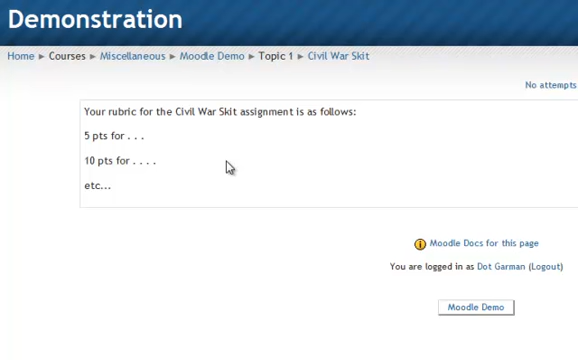 Demonstration
Home ► Courses ► Miscellaneous ► Moodle Demo ► Topic 1 ► Civil War Skit
No attempts
Your rubric for the Civil War Skit assignment is as follows:
5 pts for . . .
10 pts for . . . .
etc...
Moodle Docs for this page
You are logged in as Dot Garman (Logout)
Moodle Demo